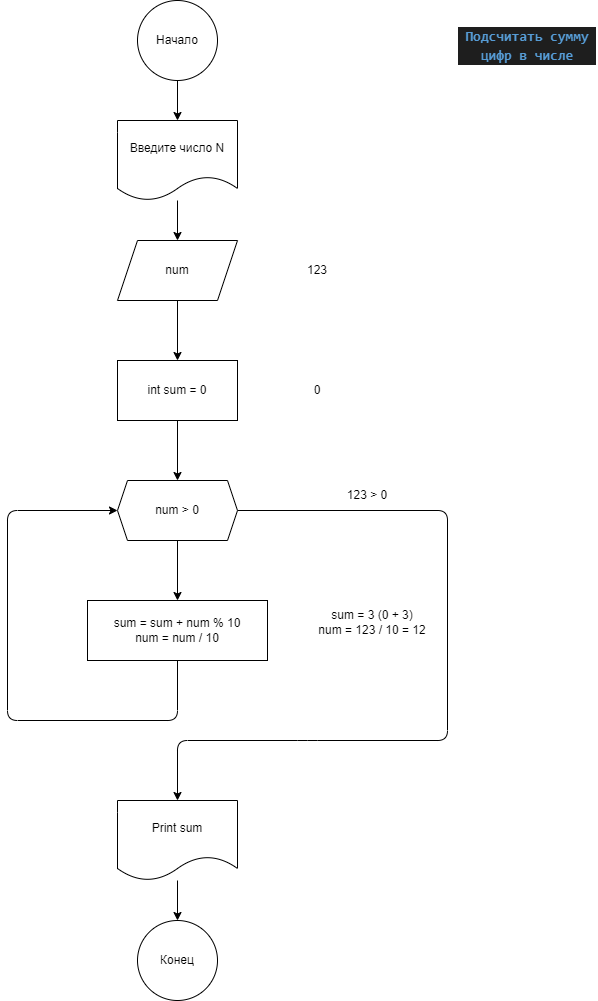 Начало
Подсчитать сумму
цифр в числе
Введите число N
num
123
int sum = 0
0
num > 0
123 > 0
sum = sum + num % 10
num = num / 10
sum = 3 (0 + 3)
num = 123 / 10 = 12
Print sum
Конец